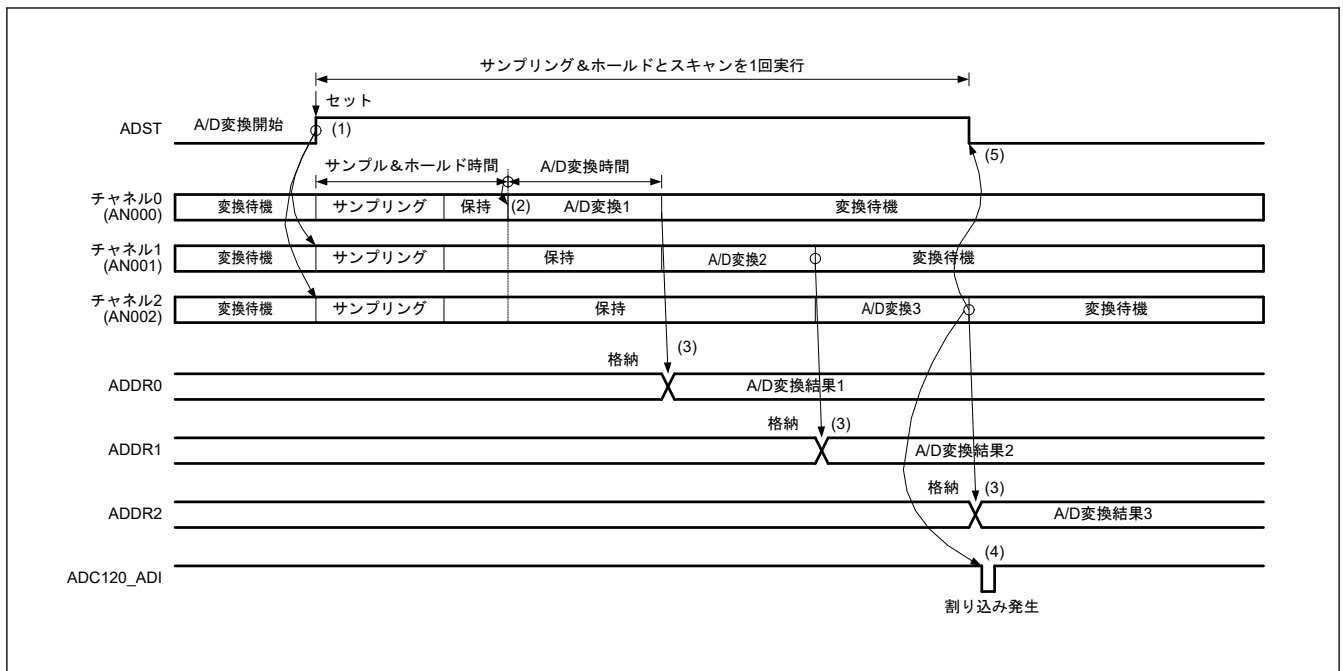 サンプリング＆ホールドとスキャンを1回実行
セット
ADST
A/D変換開始
(1)
(5)
サンプル＆ホールド時間
A/D変換時間
チャネル0
(AN000)
変換待機
サンプリング
保持
(2)
A/D変換1
変換待機
チャネル1
(AN001)
変換待機
サンプリング
保持
A/D変換2
変換待機
チャネル2
(AN002)
変換待機
サンプリング
保持
A/D変換3
変換待機
格納
(3)
ADDR0
A/D変換結果1
格納
(3)
ADDR1
A/D変換結果2
格納
(3)
ADDR2
A/D変換結果3
(4)
ADC120_ADI
割り込み発生